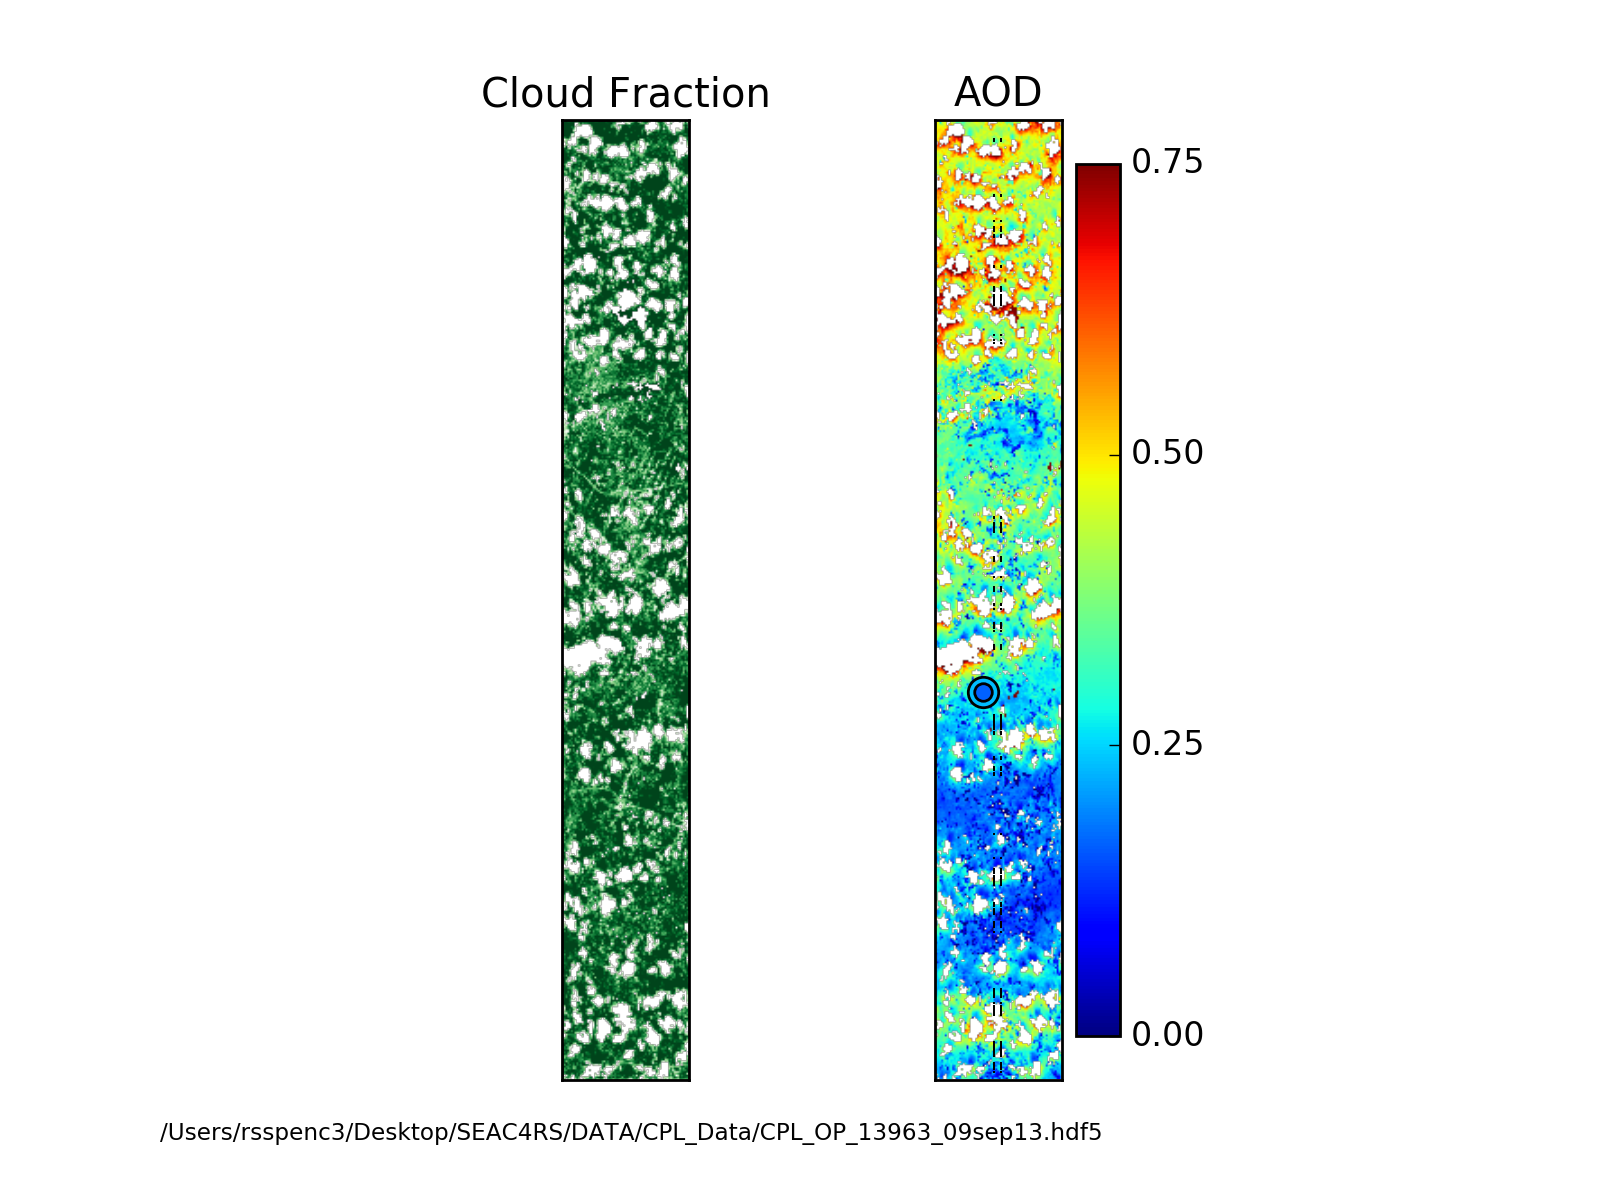 Cloud Fraction
AOD
0.75
0.50
0.25
0.00
/Users/rsspenc3/Desktop/SEAC4RS/DATA/CPL_Data/CPL_OP_13963_09sep13.hdf5